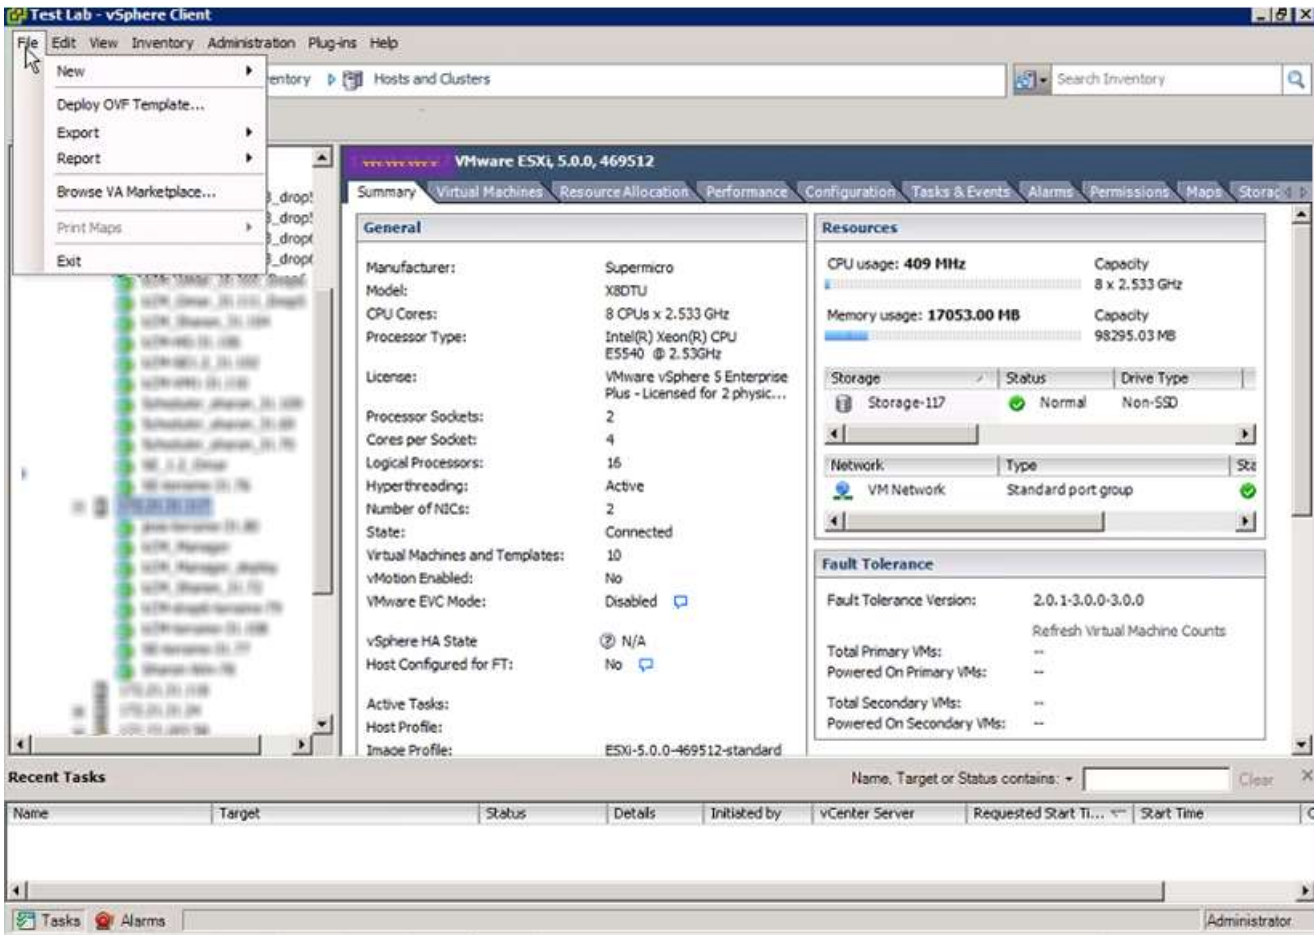 Test Lab - vSphere Client
File Edit View Inventory Administration Plug-ins Help
New
Deploy OVF Template...
Export
Report
Browse VA Marketplace...
Print Maps
Exit
entory Hosts and Clusters
Search Inventory
_drop
_drop
_drop
_drop
VMware ESXi, 5.0.0, 469512
Summary Virtual Machines Resource Allocation Performance Configuration Tasks & Events Alarms Permissions Maps Storag
General
Manufacturer: Supermicro
Model: X8DTU
CPU Cores: 8 CPUs x 2.533 GHz
Processor Type: Intel(R) Xeon(R) CPU
E5540 @ 2.53GHz
License: VMware vSphere 5 Enterprise
Plus - Licensed for 2 physic...
Processor Sockets: 2
Cores per Socket: 4
Logical Processors: 16
Hyperthreading: Active
Number of NICs: 2
State: Connected
Virtual Machines and Templates: 10
vMotion Enabled: No
VMware EVC Mode: Disabled
vSphere HA State N/A
Host Configured for FT: No
Active Tasks:
Host Profile:
Image Profile: ESXi-5.0.0-469512-standard
Resources
CPU usage: 409 MHz Capacity
8 x 2.533 GHz
Memory usage: 17053.00 MB Capacity
98295.03 MB
Storage Status Drive Type
Storage-117 Normal Non-SSD
Network Type Sta
VM Network Standard port group
Fault Tolerance
Fault Tolerance Version: 2.0.1-3.0.0-3.0.0
Refresh Virtual Machine Counts
Total Primary VMs: --
Powered On Primary VMs: --
Total Secondary VMs: --
Powered On Secondary VMs: --
Recent Tasks
Name, Target or Status contains: Clear
Name Target Status Details Initiated by vCenter Server Requested Start Ti... Start Time C
Tasks Alarms Administrator